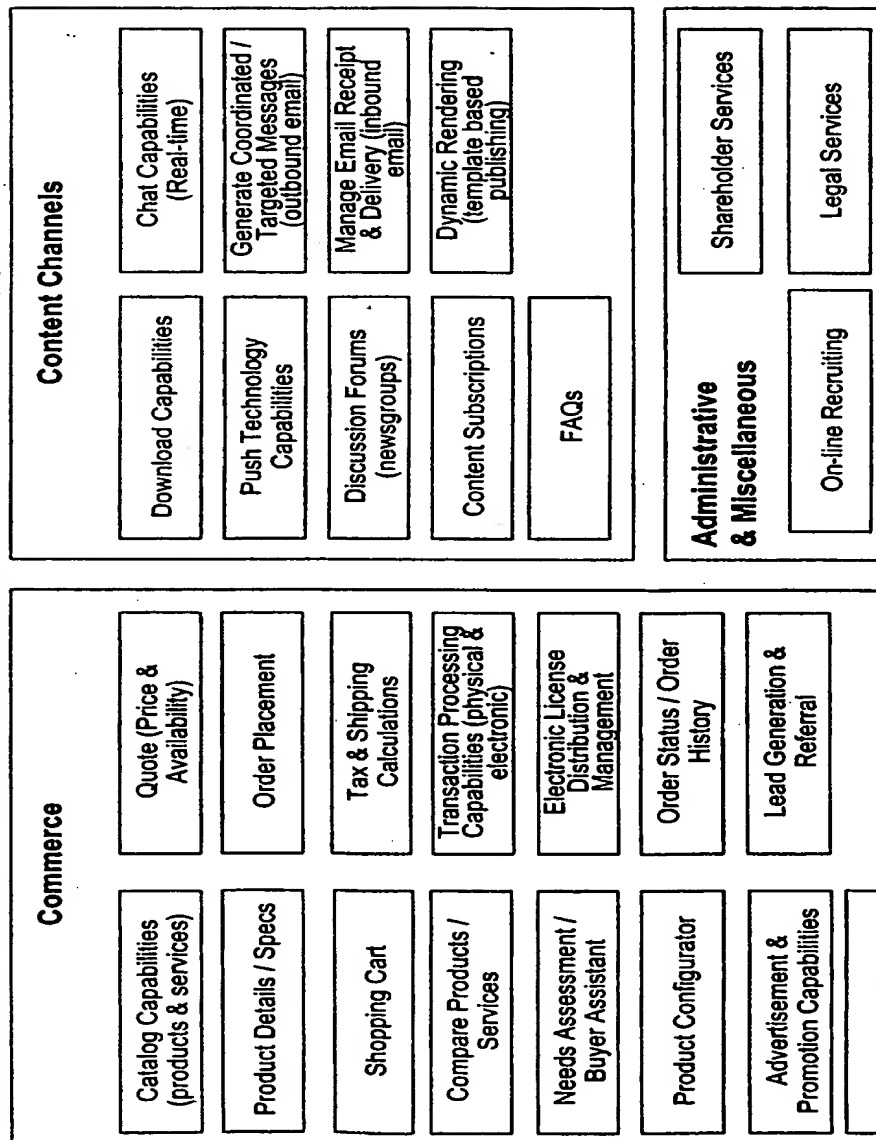 Commerce
Catalog Capabilities
(products & services)
Quote (Price &
Availability)
Product Details / Specs
Order Placement
Shopping Cart
Tax & Shipping
Calculations
Compare Products /
Services
Transaction Processing
Capabilities (physical &
electronic)
Needs Assessment /
Buyer Assistant
Electronic License
Distribution &
Management
Product Configurator
Order Status / Order
History
Advertisement &
Promotion Capabilities
Lead Generation &
Referral
Content Channels
Download Capabilities
Chat Capabilities
(Real-time)
Push Technology
Capabilities
Generate Coordinated /
Targeted Messages
(outbound email)
Discussion Forums
(newsgroups)
Manage Email Receipt
& Delivery (inbound
email)
Content Subscriptions
Dynamic Rendering
(template based
publishing)
FAQs
Administrative
& Miscellaneous
Shareholder Services
On-line Recruiting
Legal Services